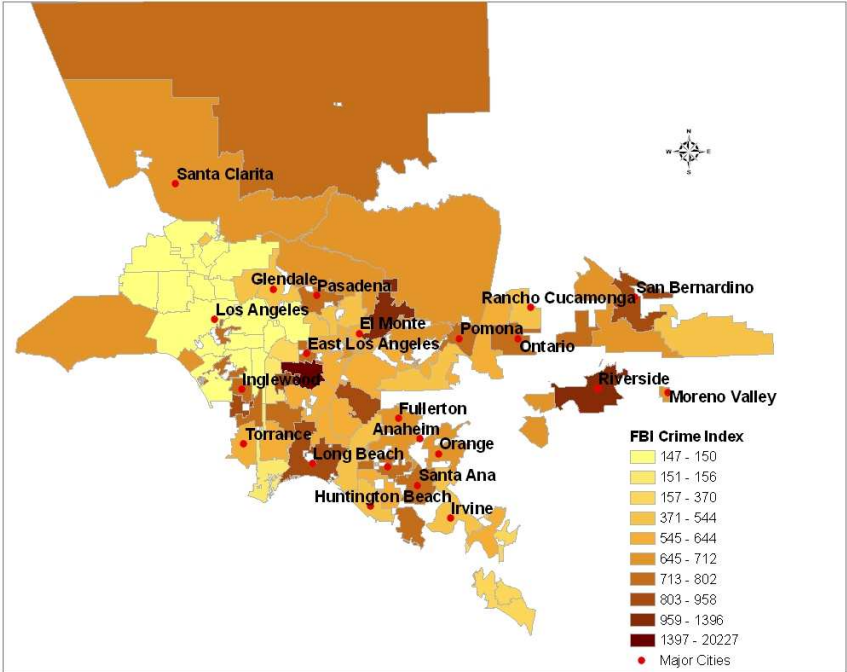 N
W E
S
Santa Clarita
Glendale
Pasadena
San Bernardino
Rancho Cucamonga
Los Angeles
El Monte
Pomona
East Los Angeles
Ontario
Inglewood
Riverside
Moreno Valley
Fullerton
Anaheim
Torrance
Orange
Long Beach
Santa Ana
Huntington Beach
Irvine
FBI Crime Index
147 - 150
151 - 156
157 - 370
371 - 544
545 - 644
645 - 712
713 - 802
803 - 958
959 - 1396
1397 - 20227
Major Cities